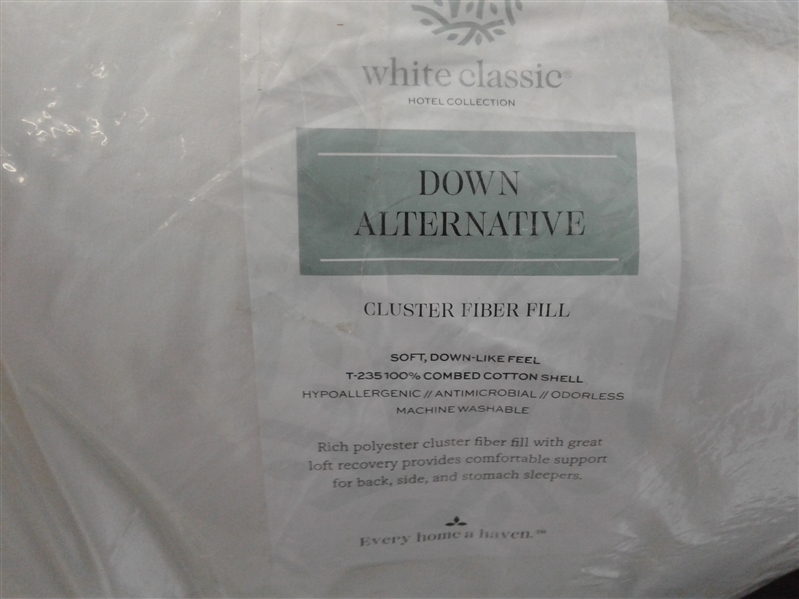 white classic®
HOTEL COLLECTION
DOWN
ALTERNATIVE
CLUSTER FIBER FILL
SOFT, DOWN-LIKE FEEL
T-235 100% COMBED COTTON SHELL
HYPOALLERGENIC // ANTIMICROBIAL // ODORLESS
MACHINE WASHABLE
Rich polyester cluster fiber fill with great
loft recovery provides comfortable support
for back, side, and stomach sleepers.
Every home a haven.™